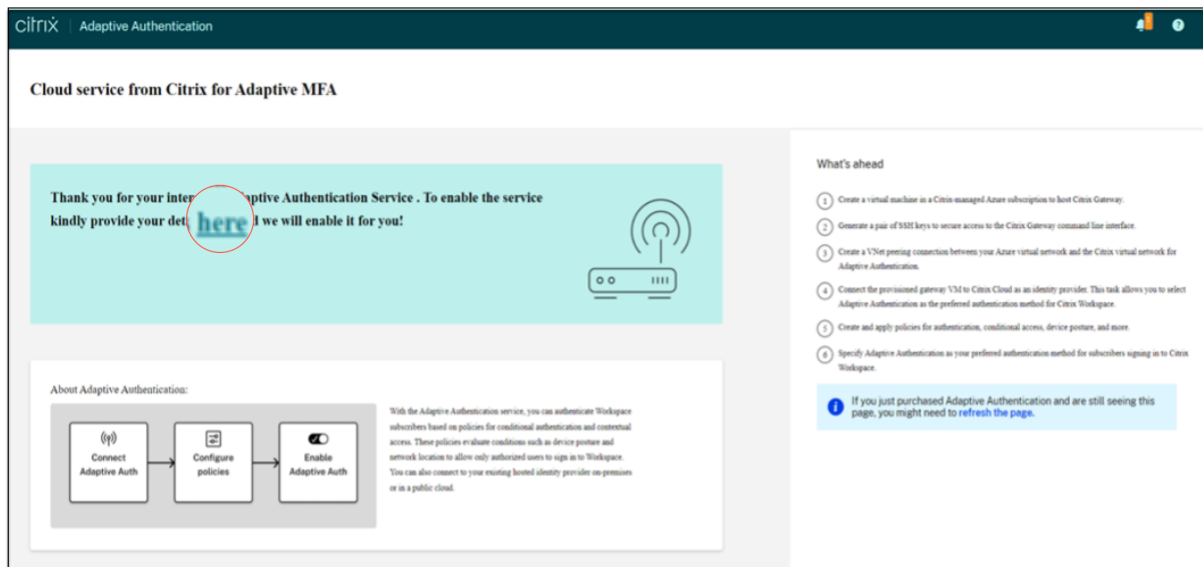 citrix Adaptive Authentication
Cloud service from Citrix for Adaptive MFA
Thank you for your inter aptive Authentication Service . To enable the service
kindly provide your det here d we will enable it for you!
About Adaptive Authentication:
Connect
Adaptive Auth
Configure
policies
Enable
Adaptive Auth
With the Adaptive Authentication service, you can authenticate Workspace
subscribers based on policies for conditional authentication and contextual
access. These policies evaluate conditions such as device posture and
network location to allow only authorized users to sign in to Workspace.
You can also connect to your existing hosted identity provider on-premises
or in a public cloud.
What's ahead
1 Create a virtual machine in a Citrix-managed Azure subscription to host Citrix Gateway.
2 Generate a pair of SSH keys to secure access to the Citrix Gateway command line interface.
3 Create a VNet peering connection between your Azure virtual network and the Citrix virtual network for
Adaptive Authentication.
4 Connect the provisioned gateway VM to Citrix Cloud as an identity provider. This task allows you to select
Adaptive Authentication as the preferred authentication method for Citrix Workspace.
5 Create and apply policies for authentication, conditional access, device posture, and more.
6 Specify Adaptive Authentication as your preferred authentication method for subscribers signing in to Citrix
Workspace.
If you just purchased Adaptive Authentication and are still seeing this
page, you might need to refresh the page.